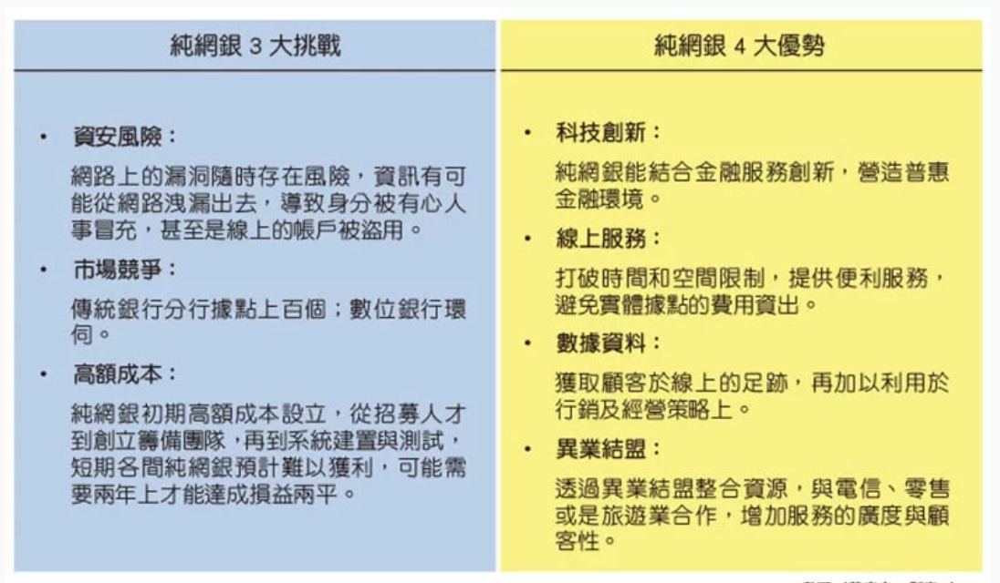 純網銀 3 大挑戰
• 資安風險：
網路上的漏洞隨時存在風險，資訊有可
能從網路洩漏出去，導致身分被有心人
事冒充，甚至是線上的帳戶被盜用。
• 市場競爭：
傳統銀行分行據點上百個；數位銀行環
伺。
• 高額成本：
純網銀初期高額成本設立，從招募人才
到創立籌備團隊，再到系統建置與測試，
短期各間純網銀預計難以獲利，可能需
要兩年上才能達成損益兩平。
純網銀 4 大優勢
• 科技創新：
純網銀能結合金融服務創新，營造普惠
金融環境。
• 線上服務：
打破時間和空間限制，提供便利服務，
避免實體據點的費用資出。
• 數據資料：
獲取顧客於線上的足跡，再加以利用於
行銷及經營策略上。
• 異業結盟：
透過異業結盟整合資源，與電信、零售
或是旅遊業合作，增加服務的廣度與顧
客性。